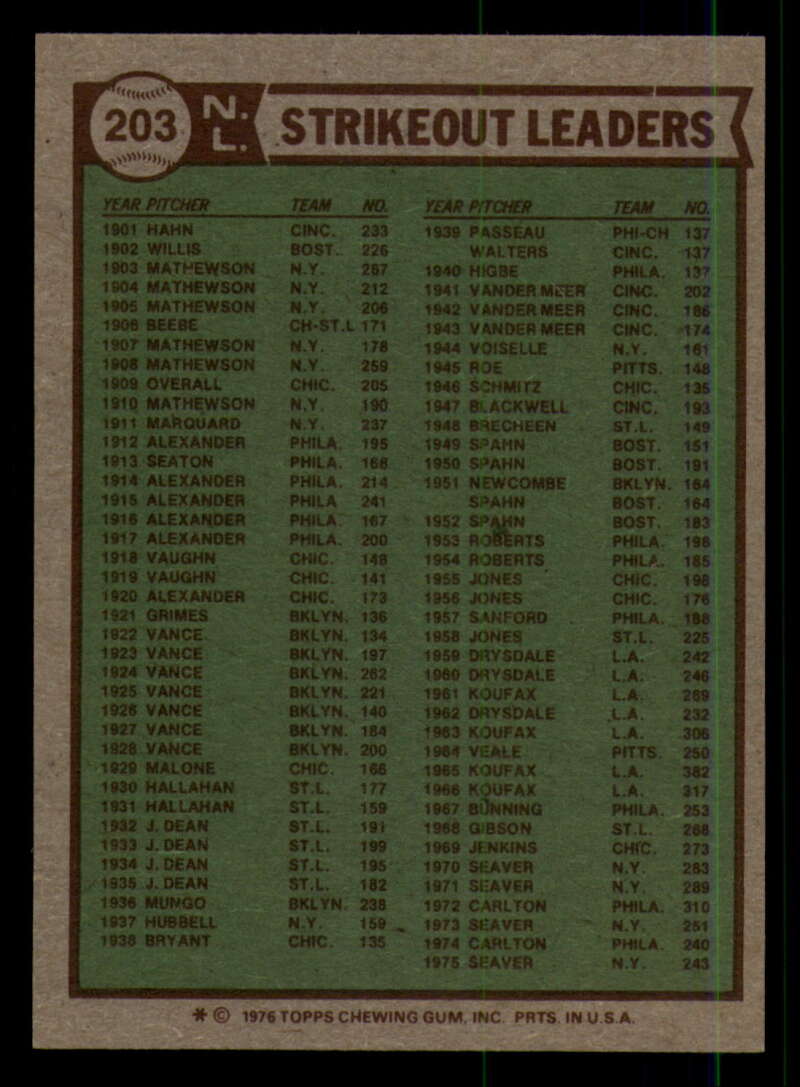 203 N.L. STRIKEOUT LEADERS
YEAR PITCHER TEAM NO.
1901 HAHN CINC. 233
1902 WILLIS BOST. 226
1903 MATHEWSON N.Y. 267
1904 MATHEWSON N.Y. 212
1905 MATHEWSON N.Y. 206
1906 BEEBE CH-ST.L 171
1907 MATHEWSON N.Y. 178
1908 MATHEWSON N.Y. 259
1909 OVERALL CHIC. 205
1910 MATHEWSON N.Y. 190
1911 MARQUARD N.Y. 237
1912 ALEXANDER PHILA. 195
1913 SEATON PHILA. 168
1914 ALEXANDER PHILA. 214
1915 ALEXANDER PHILA 241
1916 ALEXANDER PHILA. 167
1917 ALEXANDER PHILA. 200
1918 VAUGHN CHIC. 148
1919 VAUGHN CHIC. 141
1920 ALEXANDER CHIC. 173
1921 GRIMES BKLYN. 136
1922 VANCE BKLYN. 134
1923 VANCE BKLYN. 197
1924 VANCE BKLYN. 262
1925 VANCE BKLYN. 221
1926 VANCE BKLYN. 140
1927 VANCE BKLYN. 184
1928 VANCE BKLYN. 200
1929 MALONE CHIC. 166
1930 HALLAHAN ST.L. 177
1931 HALLAHAN ST.L. 159
1932 J. DEAN ST.L. 191
1933 J. DEAN ST.L. 199
1934 J. DEAN ST.L. 195
1935 J. DEAN ST.L. 182
1936 MUNGO BKLYN. 238
1937 HUBBELL N.Y. 159
1938 BRYANT CHIC. 135
YEAR PITCHER TEAM NO.
1939 PASSEAU PHI-CH 137
WALTERS CINC. 137
1940 HIGBE PHILA. 137
1941 VANDER MEER CINC. 202
1942 VANDER MEER CINC. 186
1943 VANDER MEER CINC. 174
1944 VOISELLE N.Y. 161
1945 ROE PITTS. 148
1946 SCHMITZ CHIC. 135
1947 BLACKWELL CINC. 193
1948 BRECHEEN ST.L. 149
1949 SPAHN BOST. 151
1950 SPAHN BOST. 191
1951 NEWCOMBE BKLYN. 164
SPAHN BOST. 164
1952 SPAHN BOST. 183
1953 ROBERTS PHILA. 198
1954 ROBERTS PHILA. 185
1955 JONES CHIC. 198
1956 JONES CHIC. 176
1957 SANFORD PHILA. 188
1958 JONES ST.L. 225
1959 DRYSDALE L.A. 242
1960 DRYSDALE L.A. 246
1961 KOUFAX L.A. 269
1962 DRYSDALE L.A. 232
1963 KOUFAX L.A. 306
1964 VEALE PITTS. 250
1965 KOUFAX L.A. 382
1966 KOUFAX L.A. 317
1967 BUNNING PHILA. 253
1968 GIBSON ST.L. 268
1969 JENKINS CHIC. 273
1970 SEAVER N.Y. 283
1971 SEAVER N.Y. 289
1972 CARLTON PHILA. 310
1973 SEAVER N.Y. 251
1974 CARLTON PHILA. 240
1975 SEAVER N.Y. 243
* © 1976 TOPPS CHEWING GUM, INC. PRTS. IN U.S.A.